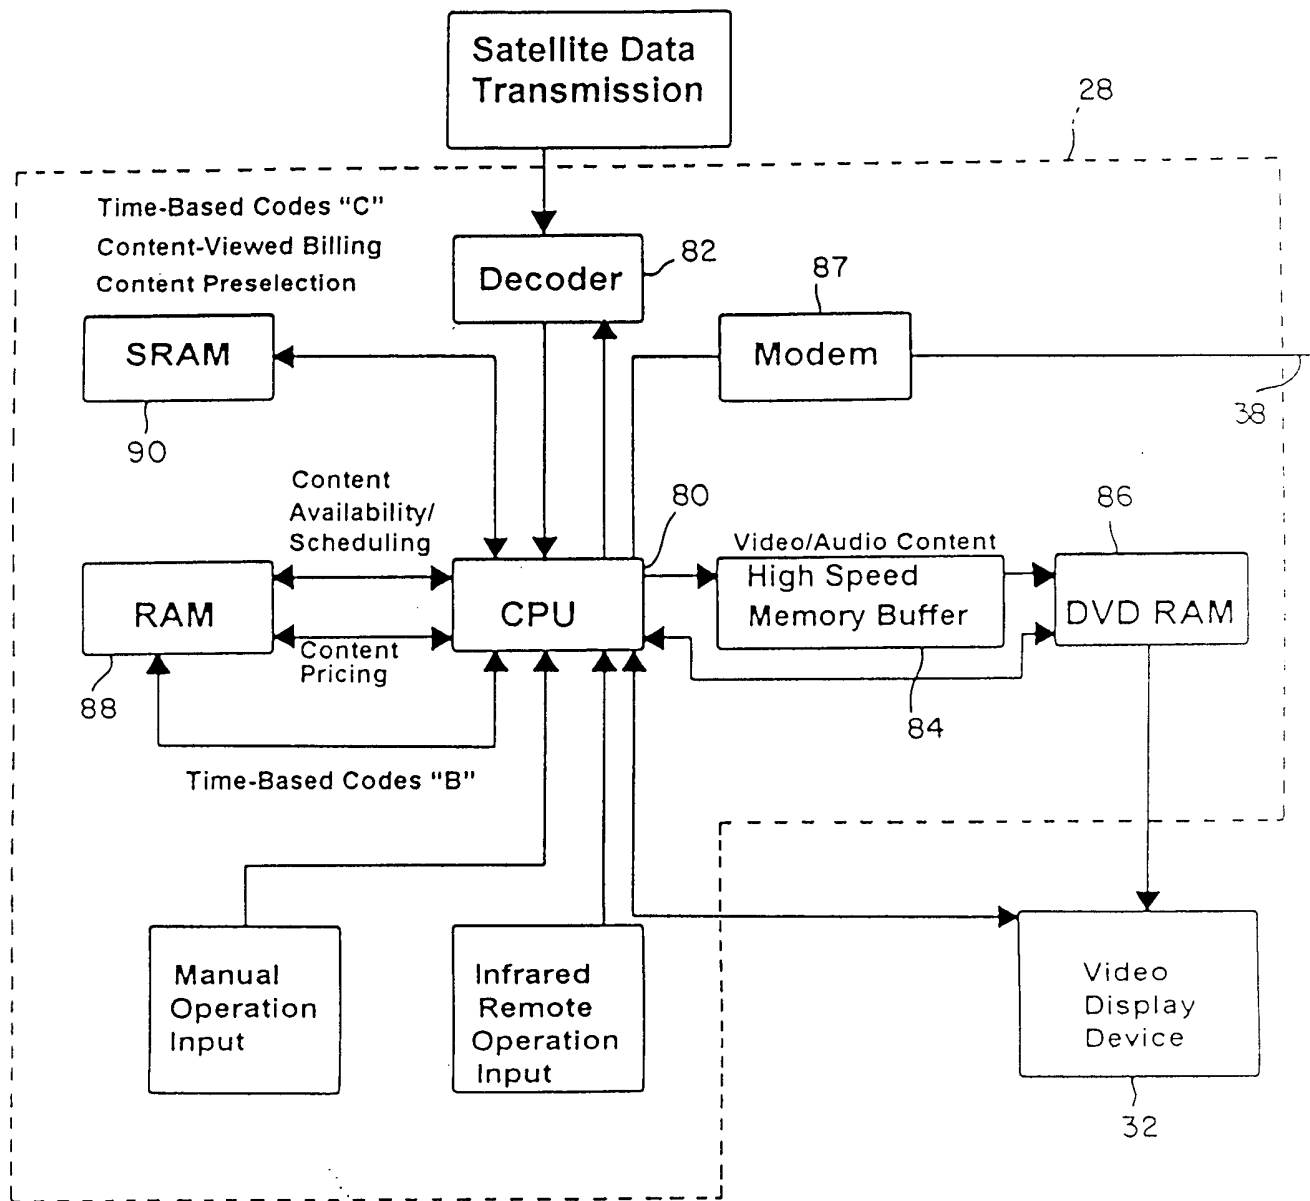 Satellite Data
Transmission
28
Time-Based Codes "C"
Content-Viewed Billing
Content Preselection
Decoder
82
87
SRAM
Modem
90
38
Content
Availability/
Scheduling
80
86
Video/Audio Content
RAM
CPU
High Speed
Memory Buffer
DVD RAM
Content
Pricing
88
84
Time-Based Codes "B"
Manual
Operation
Input
Infrared
Remote
Operation
Input
Video
Display
Device
32